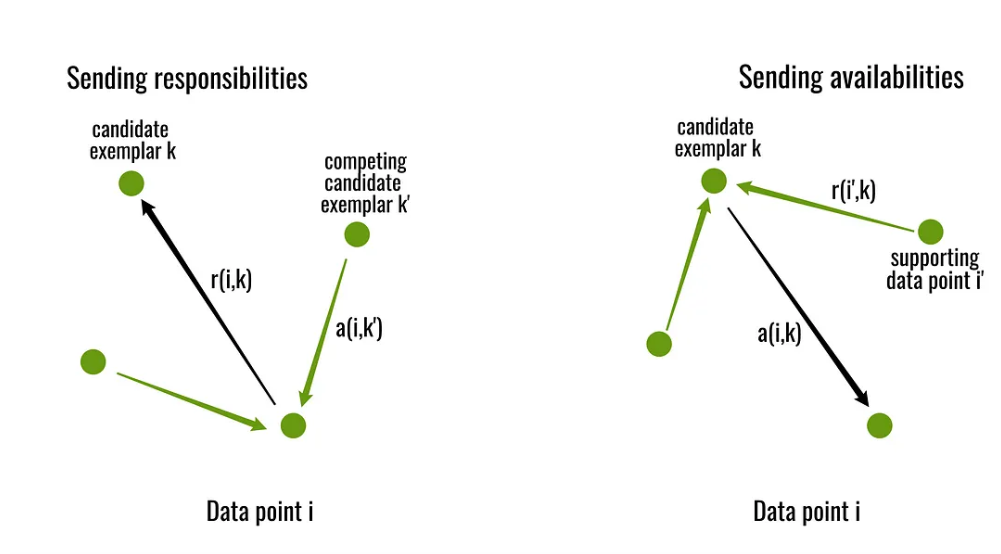 Sending responsibilities
candidate
exemplar k
competing
candidate
exemplar k'
r(i,k)
a(i,k')
Data point i
Sending availabilities
candidate
exemplar k
r(i',k)
supporting
data point i'
a(i,k)
Data point i